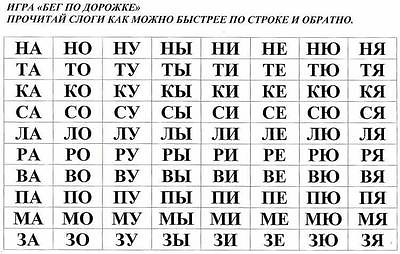 ИГРА «БЕГ ПО ДОРОЖКЕ»
ПРОЧИТАЙ СЛОГИ КАК МОЖНО БЫСТРЕЕ ПО СТРОКЕ И ОБРАТНО.
НА НО НУ НЫ НИ НЕ НЮ НЯ
ТА ТО ТУ ТЫ ТИ ТЕ ТЮ ТЯ
КА КО КУ КЫ КИ КЕ КЮ КЯ
СА СО СУ СЫ СИ СЕ СЮ СЯ
ЛА ЛО ЛУ ЛЫ ЛИ ЛЕ ЛЮ ЛЯ
РА РО РУ РЫ РИ РЕ РЮ РЯ
ВА ВО ВУ ВЫ ВИ ВЕ ВЮ ВЯ
ПА ПО ПУ ПЫ ПИ ПЕ ПЮ ПЯ
МА МО МУ МЫ МИ МЕ МЮ МЯ
ЗА ЗО ЗУ ЗЫ ЗИ ЗЕ ЗЮ ЗЯ